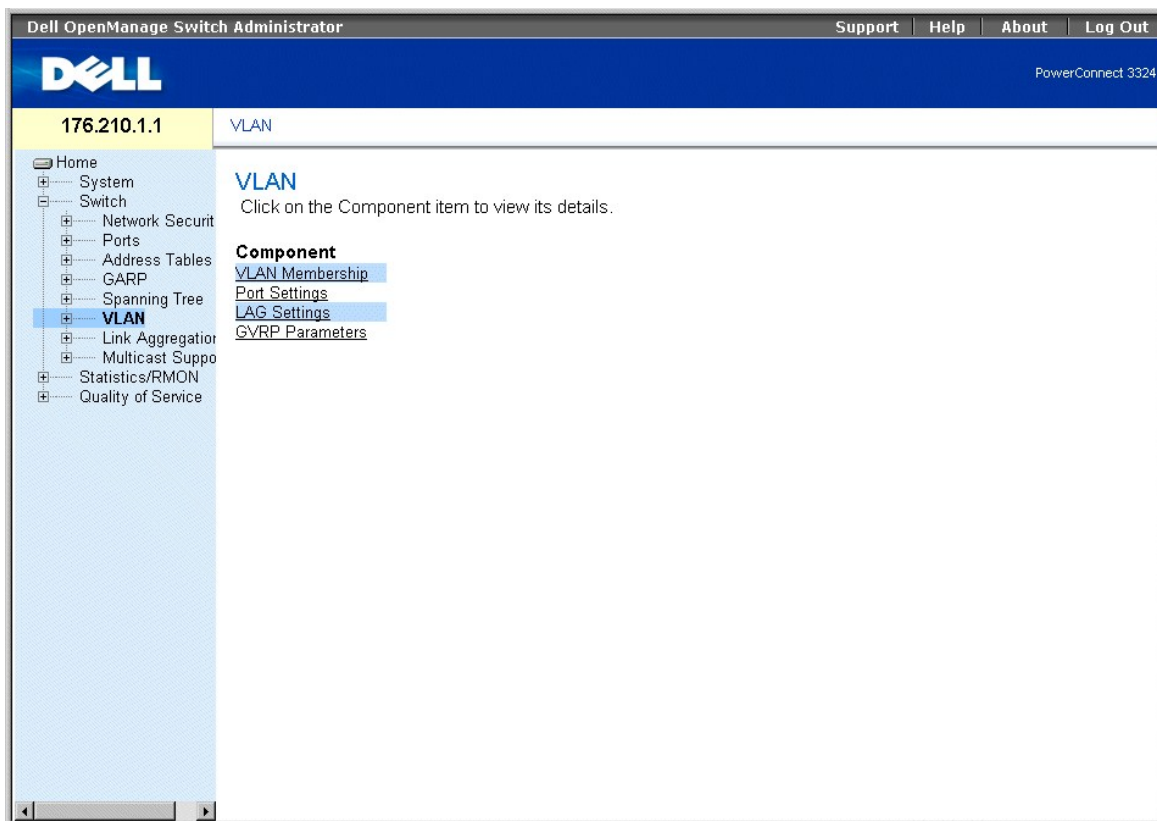 Dell OpenManage Switch Administrator
Support | Help | About | Log Out
DELL
PowerConnect 3324
176.210.1.1
VLAN
Home
System
Switch
Network Securit
Ports
Address Tables
GARP
Spanning Tree
VLAN
Link Aggregation
Multicast Suppo
Statistics/RMON
Quality of Service
VLAN
Click on the Component item to view its details.
Component
VLAN Membership
Port Settings
LAG Settings
GVRP Parameters